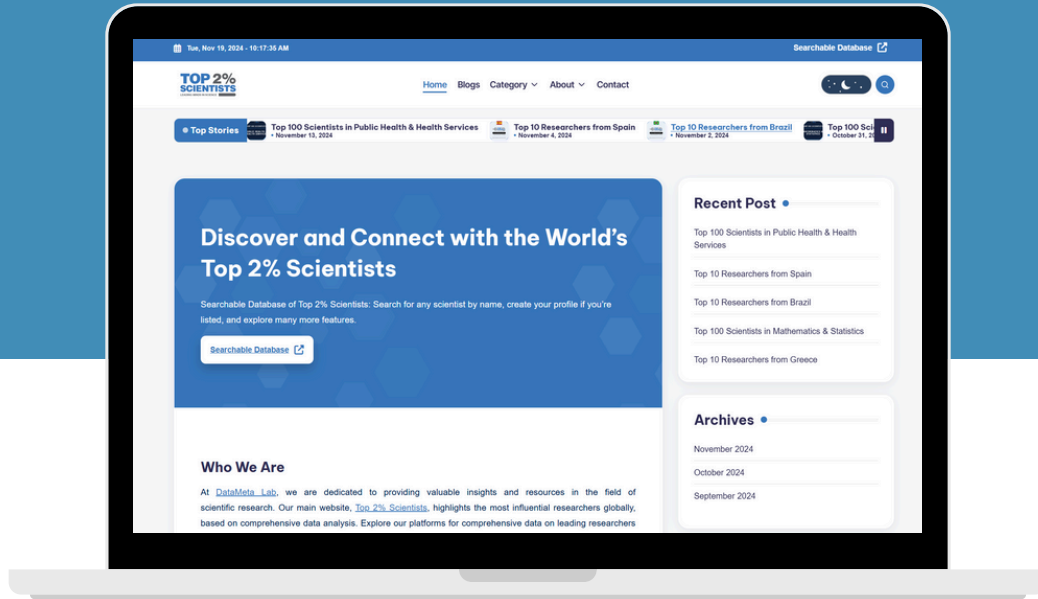 Tue, Nov 19, 2024 - 10:17:35 AM
Searchable Database
TOP 2%
SCIENTISTS
Home
Blogs
Category
About
Contact
Top Stories
Top 100 Scientists in Public Health & Health Services
• November 13, 2024
Top 10 Researchers from Spain
• November 4, 2024
Top 10 Researchers from Brazil
• November 2, 2024
Top 100 Sci
• October 31, 20
Discover and Connect with the World's
Top 2% Scientists
Searchable Database of Top 2% Scientists: Search for any scientist by name, create your profile if you're
listed, and explore many more features.
Searchable Database
Who We Are
At DataMeta Lab, we are dedicated to providing valuable insights and resources in the field of
scientific research. Our main website, Top 2% Scientists, highlights the most influential researchers globally,
based on comprehensive data analysis. Explore our platforms for comprehensive data on leading researchers
Recent Post
Top 100 Scientists in Public Health & Health
Services
Top 10 Researchers from Spain
Top 10 Researchers from Brazil
Top 100 Scientists in Mathematics & Statistics
Top 10 Researchers from Greece
Archives
November 2024
October 2024
September 2024